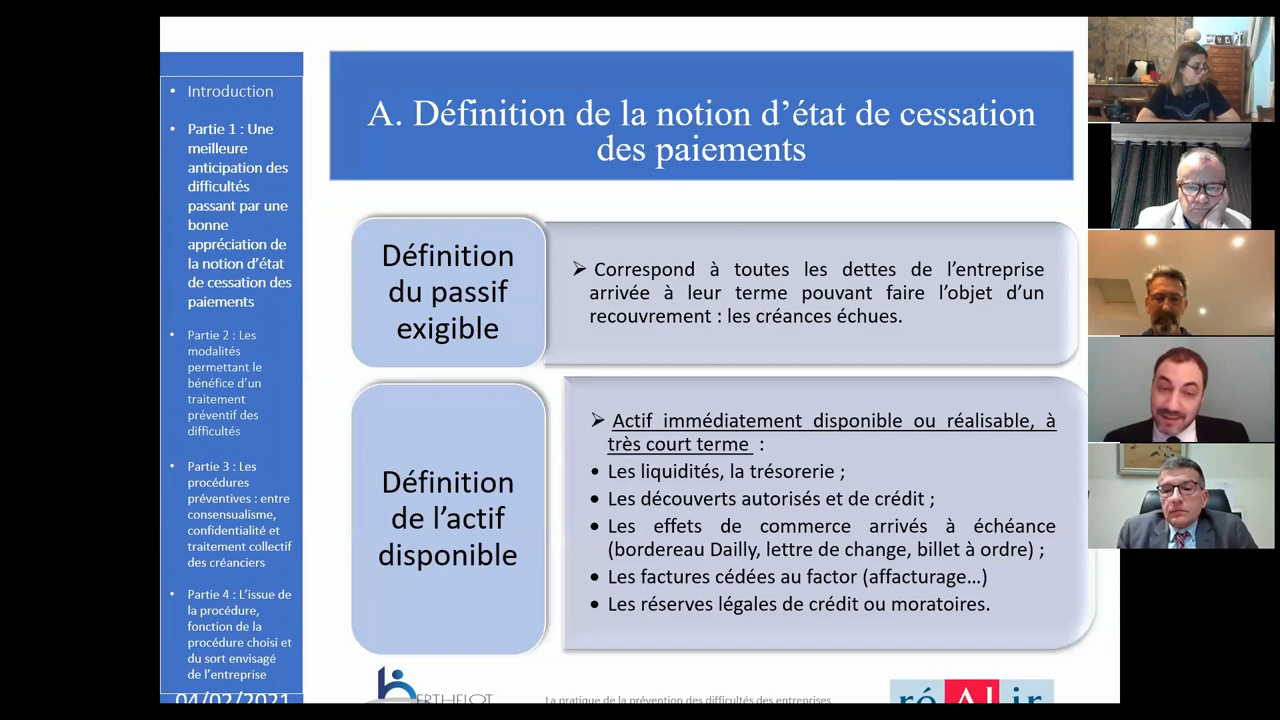 • Introduction
• Partie 1 : Une
meilleure
anticipation des
difficultés
passant par une
bonne
appréciation de
la notion d'état
de cessation des
paiements
• Partie 2 : Les
modalités
permettant le
bénéfice d'un
traitement
préventif des
difficultés
• Partie 3 : Les
procédures
préventives : entre
consensualisme,
confidentialité et
traitement collectif
des créanciers
• Partie 4 : L'issue de
la procédure,
fonction de la
procédure choisi et
du sort envisagé
de l'entreprise
04/02/2021
A. Définition de la notion d'état de cessation
des paiements
Définition
du passif
exigible
➢ Correspond à toutes les dettes de l'entreprise
arrivée à leur terme pouvant faire l'objet d'un
recouvrement : les créances échues.
Définition
de l'actif
disponible
➢ Actif immédiatement disponible ou réalisable, à
très court terme :
• Les liquidités, la trésorerie ;
• Les découverts autorisés et de crédit ;
• Les effets de commerce arrivés à échéance
(bordereau Dailly, lettre de change, billet à ordre) ;
• Les factures cédées au factor (affacturage…)
• Les réserves légales de crédit ou moratoires.
BERTHELOT
La pratique de la prévention des difficultés des entreprises
réAgir